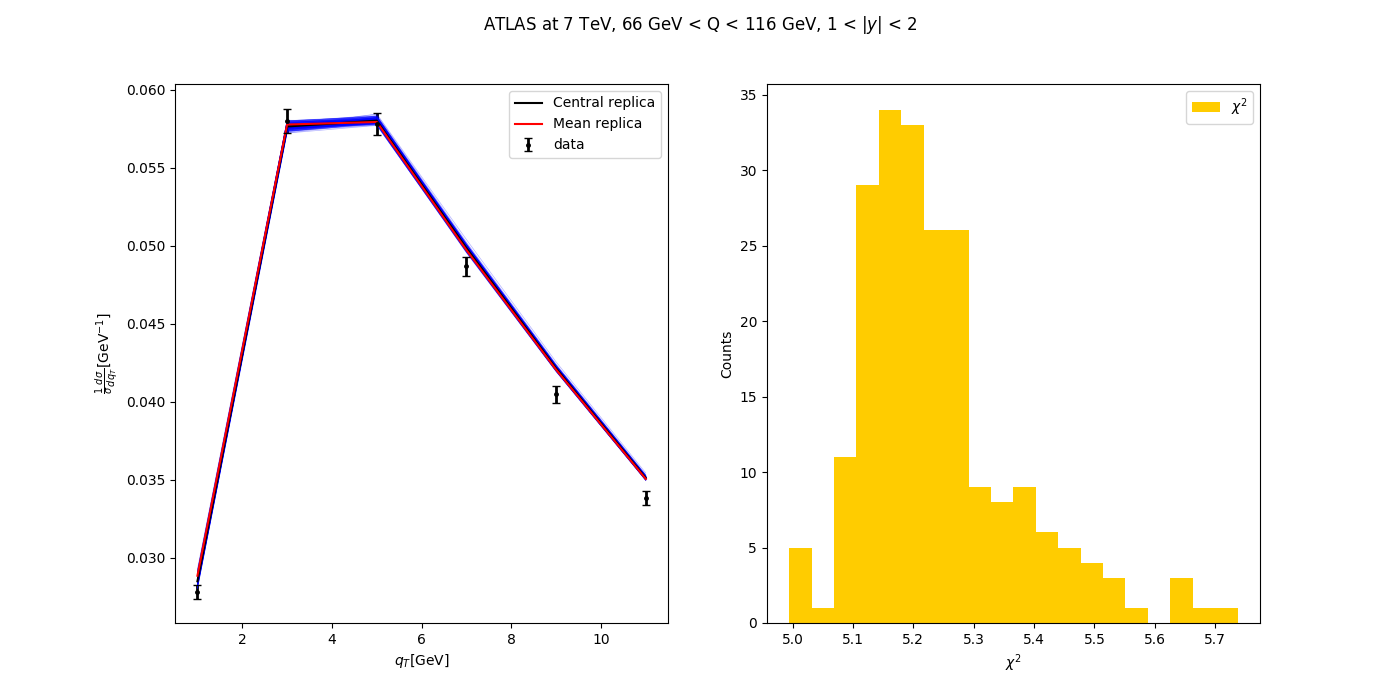 ATLAS at 7 TeV, 66 GeV < Q < 116 GeV, 1 < |y| < 2
0.060
0.055
0.050
0.045
0.040
0.035
0.030
1/σ dσ/dq_T [GeV⁻¹]
2 4 6 8 10
q_T[GeV]
Central replica
Mean replica
data
35
30
25
20
15
10
5
0
Counts
5.0 5.1 5.2 5.3 5.4 5.5 5.6 5.7
χ²
χ²